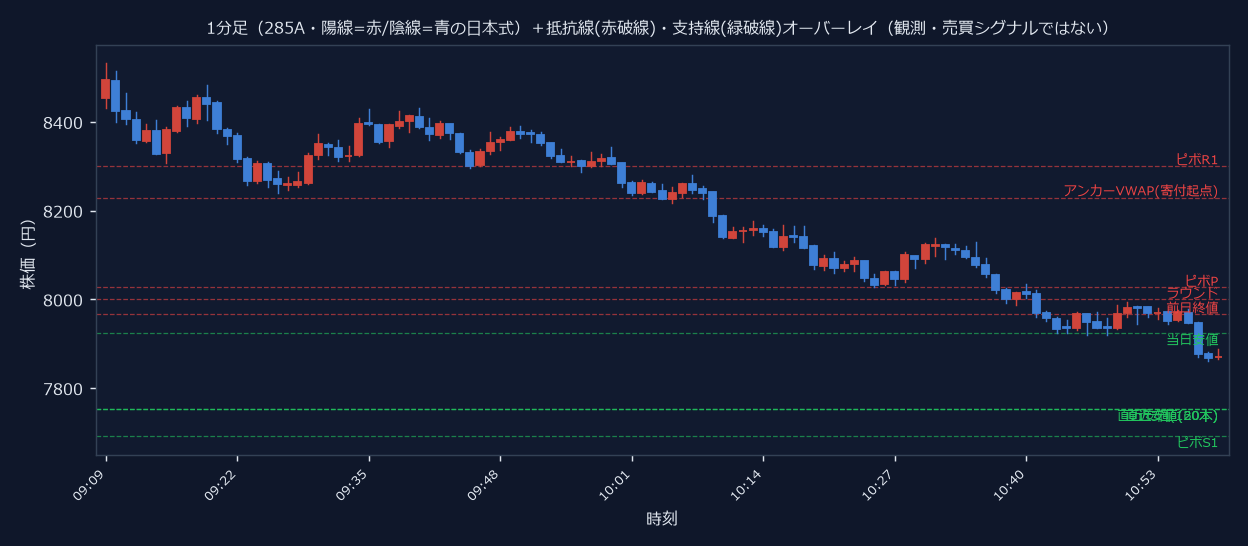 1分足（285A・陽線=赤/陰線=青の日本式）＋抵抗線(赤破線)・支持線(緑破線)オーバーレイ（観測・売買シグナルではない）
株価 (円)
8400
8200
8000
7800
ピボR1
アンカーVWAP(寄付起点)
ピボP
ラウンド
前日終値
当日安値
ピボS1
09:09
09:22
09:35
09:48
10:01
10:14
10:27
10:40
10:53
時刻